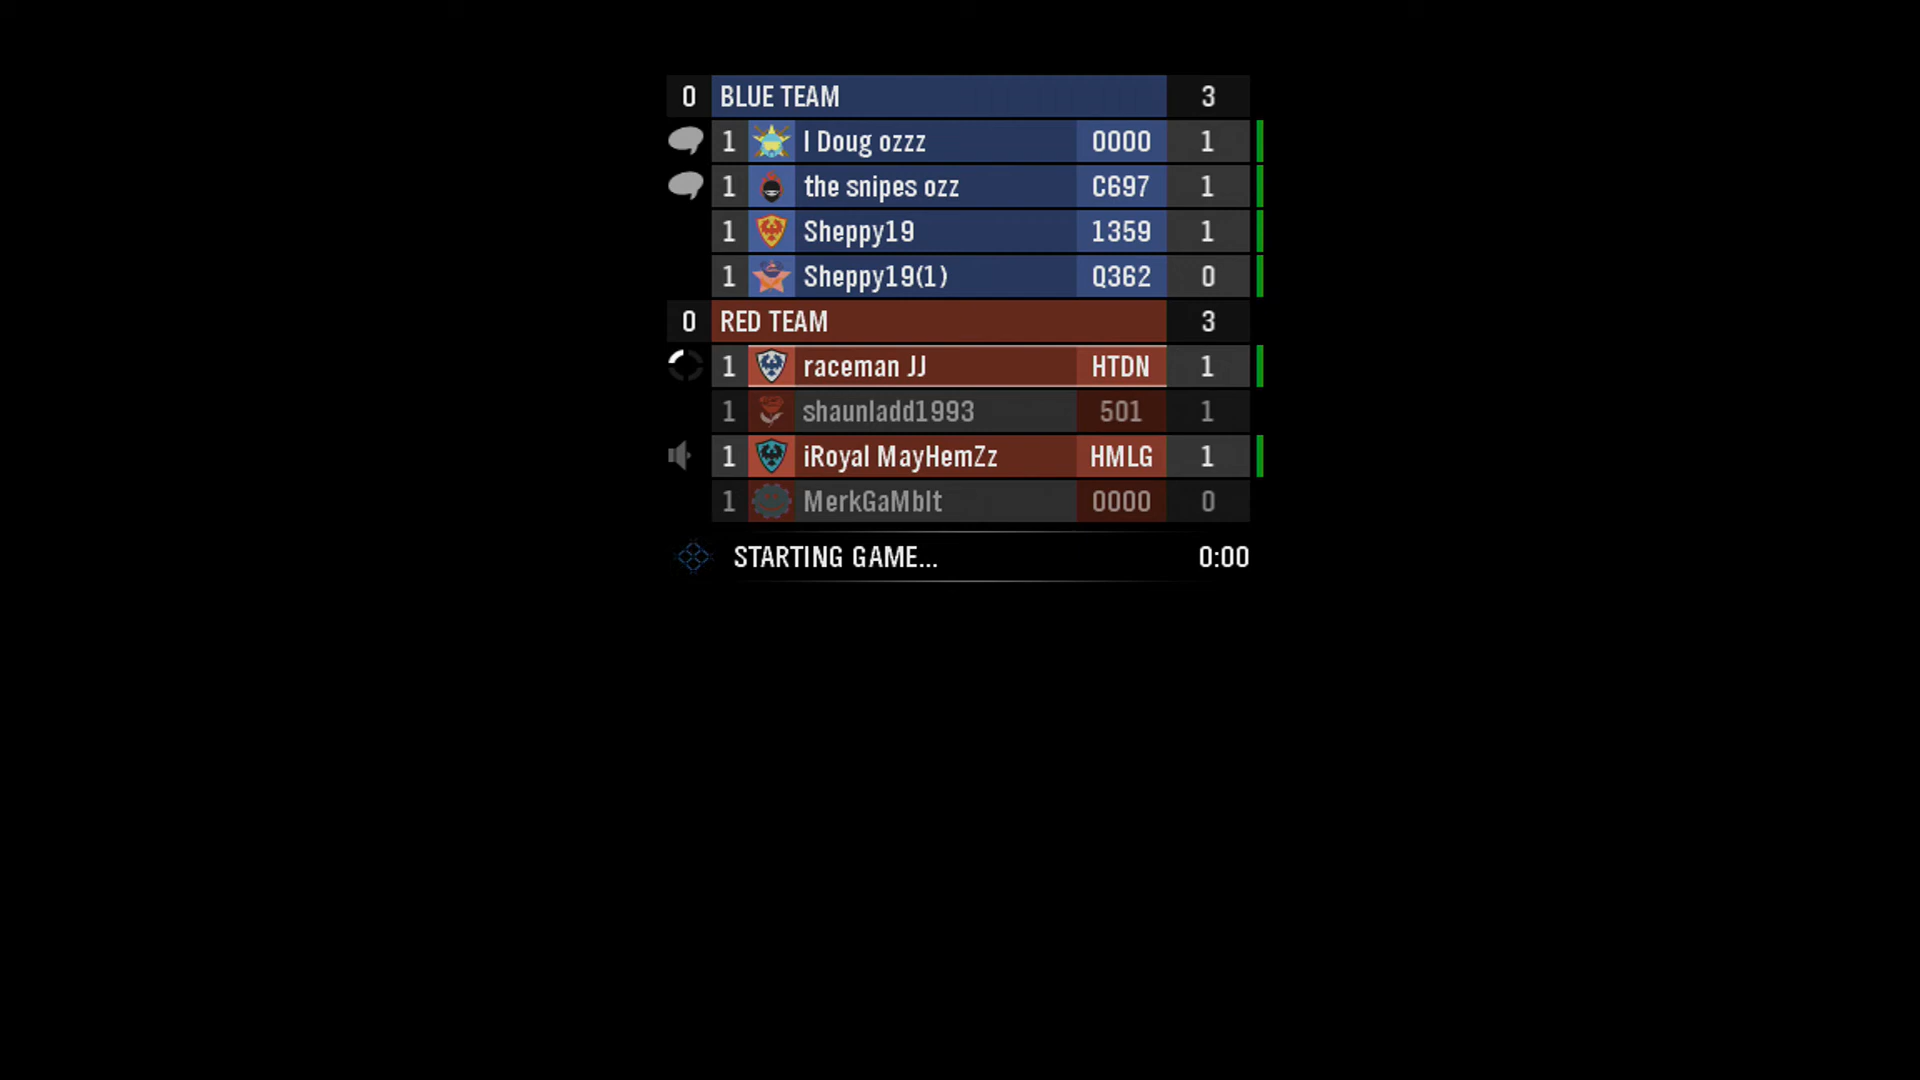 0 BLUE TEAM 3
1 I Doug ozzz 0000 1
1 the snipes ozz C697 1
1 Sheppy19 1359 1
1 Sheppy19(1) Q362 0
0 RED TEAM 3
1 raceman JJ HTDN 1
1 shaunladd1993 501 1
1 iRoyal MayHemZz HMLG 1
1 MerkGaMbIt 0000 0
STARTING GAME... 0:00